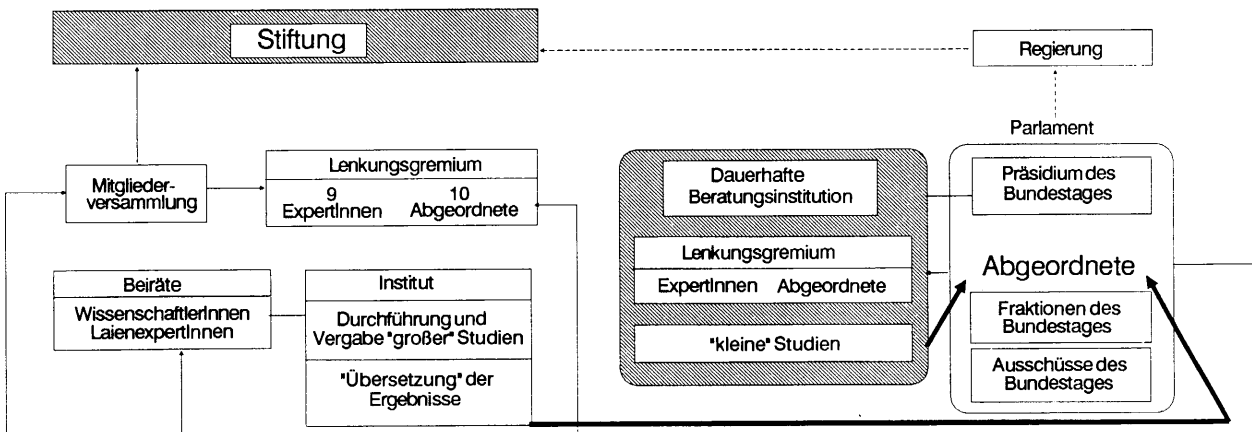 Stiftung
Regierung
Parlament
Mitglieder-
versammlung
Lenkungsgremium
9
ExpertInnen
10
Abgeordnete
Beiräte
WissenschaftlerInnen
LaienexpertInnen
Institut
Durchführung und
Vergabe "großer" Studien
"Übersetzung" der
Ergebnisse
Dauerhafte
Beratungsinstitution
Lenkungsgremium
ExpertInnen Abgeordnete
"kleine" Studien
Präsidium des
Bundestages
Abgeordnete
Fraktionen des
Bundestages
Ausschüsse des
Bundestages